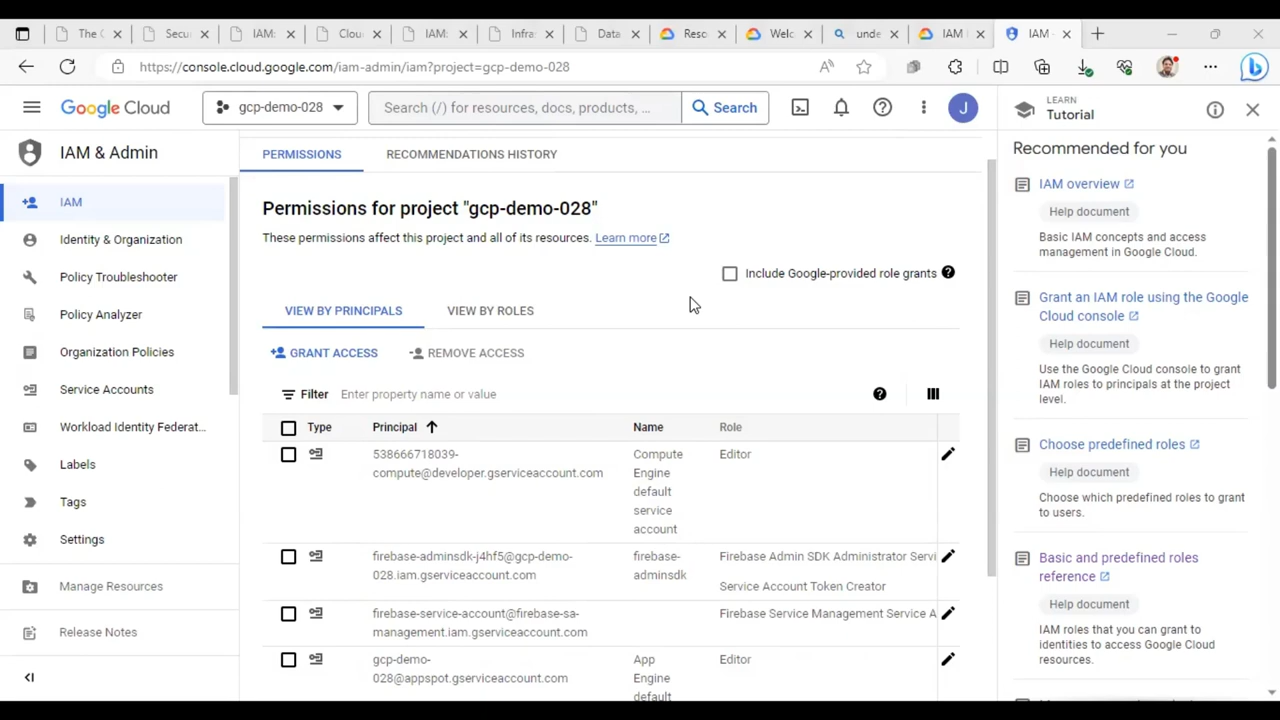 The C
Secu
IAM:
Clou
IAM:
Infra:
Data
Reso
Welc
unde
IAM
IAM -
https://console.cloud.google.com/iam-admin/iam?project=gcp-demo-028
Google Cloud
gcp-demo-028
Search (/) for resources, docs, products, ...
Search
J
LEARN
Tutorial
IAM & Admin
IAM
Identity & Organization
Policy Troubleshooter
Policy Analyzer
Organization Policies
Service Accounts
Workload Identity Federat...
Labels
Tags
Settings
Manage Resources
Release Notes
PERMISSIONS
RECOMMENDATIONS HISTORY
Permissions for project "gcp-demo-028"
These permissions affect this project and all of its resources. Learn more
Include Google-provided role grants
VIEW BY PRINCIPALS
VIEW BY ROLES
GRANT ACCESS
REMOVE ACCESS
Filter
Enter property name or value
Type
Principal
Name
Role
538666718039-
compute@developer.gserviceaccount.com
Compute
Engine
default
service
account
Editor
firebase-adminsdk-j4hf5@gcp-demo-
028.iam.gserviceaccount.com
firebase-
adminsdk
Firebase Admin SDK Administrator Servi
Service Account Token Creator
firebase-service-account@firebase-sa-
management.iam.gserviceaccount.com
Firebase Service Management Service A
gcp-demo-
028@appspot.gserviceaccount.com
App
Engine
default
Editor
Recommended for you
IAM overview
Help document
Basic IAM concepts and access
management in Google Cloud.
Grant an IAM role using the Google
Cloud console
Help document
Use the Google Cloud console to grant
IAM roles to principals at the project
level.
Choose predefined roles
Help document
Choose which predefined roles to grant
to users.
Basic and predefined roles
reference
Help document
IAM roles that you can grant to
identities to access Google Cloud
resources.